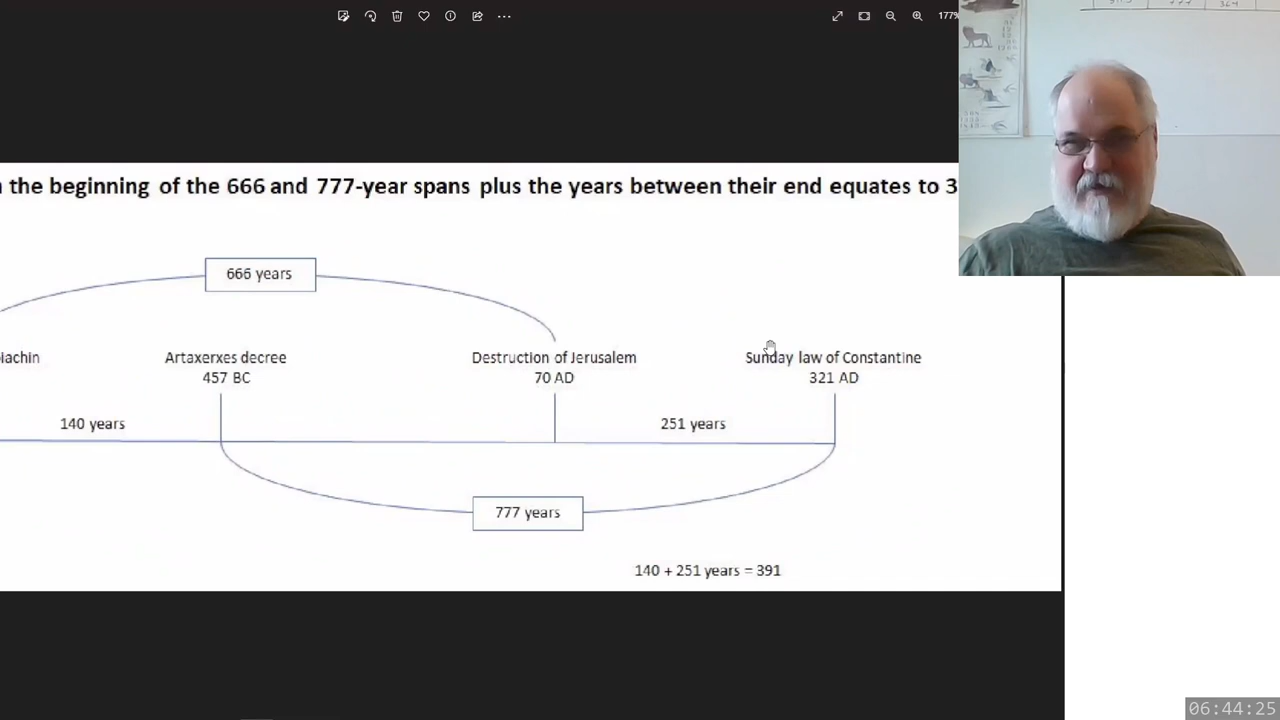 177%
the beginning of the 666 and 777-year spans plus the years between their end equates to 3
666 years
Artaxerxes decree
Destruction of Jerusalem
Sunday law of Constantine
457 BC
70 AD
321 AD
140 years
251 years
777 years
140 + 251 years = 391
06:44:25